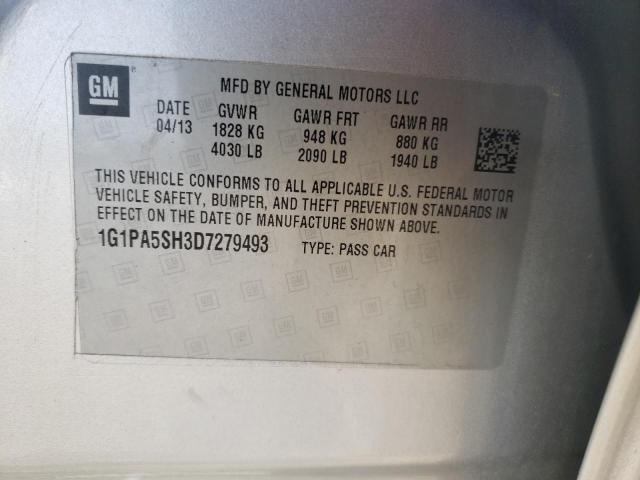 GM
MFD BY GENERAL MOTORS LLC
DATE GVWR GAWR FRT GAWR RR
04/13 1828 KG 948 KG 880 KG
4030 LB 2090 LB 1940 LB
THIS VEHICLE CONFORMS TO ALL APPLICABLE U.S. FEDERAL MOTOR
VEHICLE SAFETY, BUMPER, AND THEFT PREVENTION STANDARDS IN
EFFECT ON THE DATE OF MANUFACTURE SHOWN ABOVE.
1G1PA5SH3D7279493 TYPE: PASS CAR